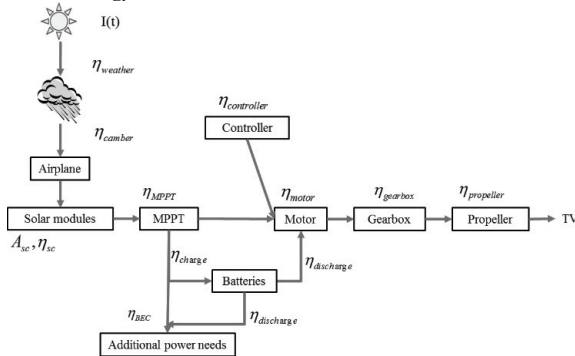 I(t)
η_weather
η_camber
η_controller
Controller
Airplane
η_MPPT η_motor η_gearbox η_propeller
Solar modules MPPT Motor Gearbox Propeller TV
A_sc, η_sc
η_charge
Batteries η_discharge
η_BEC η_discharge
Additional power needs